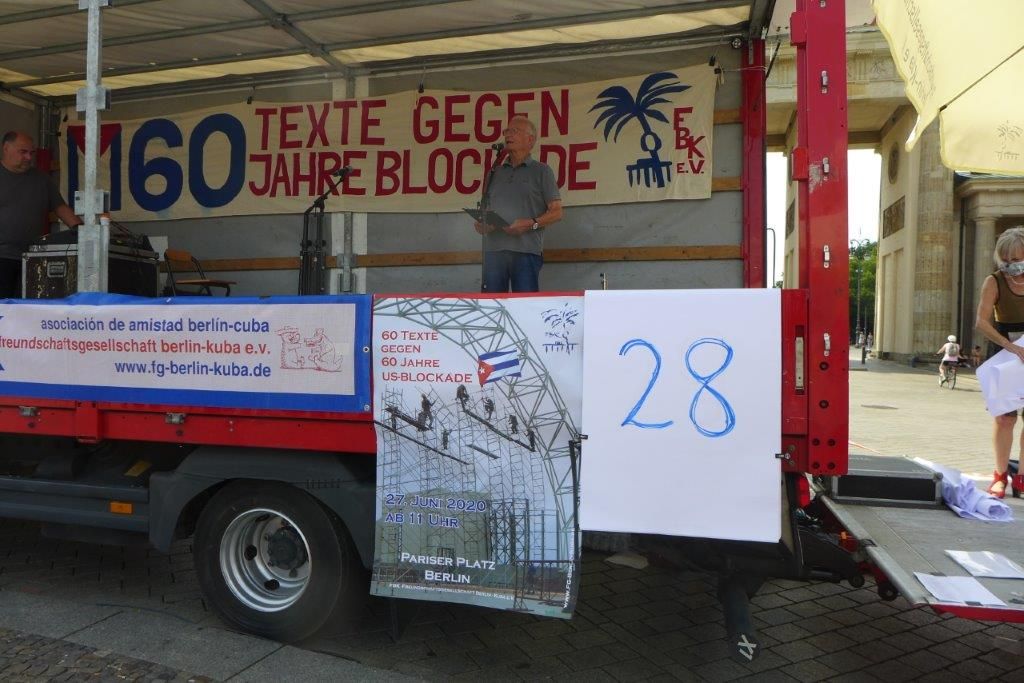 60 TEXTE GEGEN
JAHRE BLOCKADE
FBK
E.V.
asociación de amistad berlín-cuba
freundschaftsgesellschaft berlin-kuba e.v.
www.fg-berlin-kuba.de
60 TEXTE
GEGEN
60 JAHRE
US-BLOCKADE
27. JUNI 2020
AB 11 UHR
PARISER PLATZ
BERLIN
28